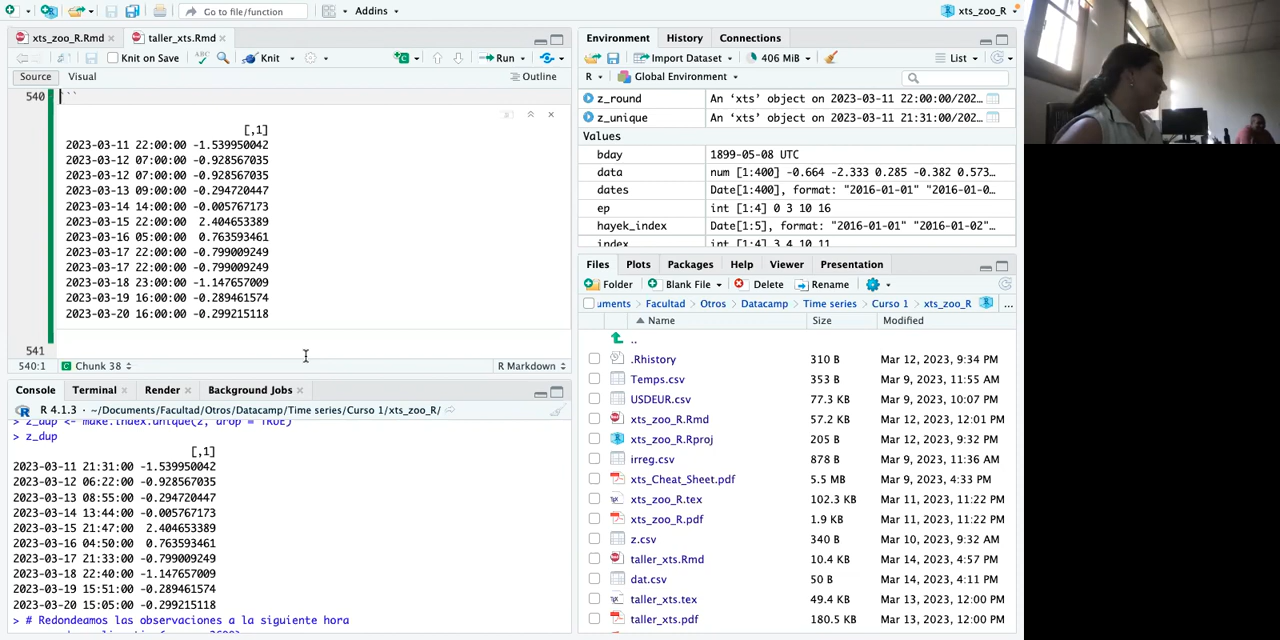 Go to file/function
Addins
xts_zoo_R
xts_zoo_R.Rmd
taller_xts.Rmd
Knit on Save
ABC
Knit
Run
Source
Visual
Outline
540 ```
[,1]
2023-03-11 22:00:00 -1.539950042
2023-03-12 07:00:00 -0.928567035
2023-03-12 07:00:00 -0.928567035
2023-03-13 09:00:00 -0.294720447
2023-03-14 14:00:00 -0.005767173
2023-03-15 22:00:00 2.404653389
2023-03-16 05:00:00 0.763593461
2023-03-17 22:00:00 -0.799009249
2023-03-17 22:00:00 -0.799009249
2023-03-18 23:00:00 -1.147657009
2023-03-19 16:00:00 -0.289461574
2023-03-20 16:00:00 -0.299215118
541
540:1 Chunk 38 R Markdown
Console Terminal Render Background Jobs
R 4.1.3 · ~/Documents/Facultad/Otros/Datacamp/Time series/Curso 1/xts_zoo_R/
> z_dup <- make.index.unique(z, drop = TRUE)
> z_dup
[,1]
2023-03-11 21:31:00 -1.539950042
2023-03-12 06:22:00 -0.928567035
2023-03-13 08:55:00 -0.294720447
2023-03-14 13:44:00 -0.005767173
2023-03-15 21:47:00 2.404653389
2023-03-16 04:50:00 0.763593461
2023-03-17 21:33:00 -0.799009249
2023-03-18 22:40:00 -1.147657009
2023-03-19 15:51:00 -0.289461574
2023-03-20 15:05:00 -0.299215118
> # Redondeamos las observaciones a la siguiente hora
Environment History Connections
Import Dataset 406 MiB List
R Global Environment
z_round An ‘xts’ object on 2023-03-11 22:00:00/202…
z_unique An ‘xts’ object on 2023-03-11 21:31:00/202…
Values
bday 1899-05-08 UTC
data num [1:400] -0.664 -2.333 0.285 -0.382 0.573…
dates Date[1:400], format: "2016-01-01" "2016-01-0…
ep int [1:4] 0 3 10 16
hayek_index Date[1:5], format: "2016-01-01" "2016-01-02"…
index int [1:4] 3 4 10 11
Files Plots Packages Help Viewer Presentation
Folder Blank File Delete Rename
uments Facultad Otros Datacamp Time series Curso 1 xts_zoo_R ...
Name Size Modified
..
.Rhistory 310 B Mar 12, 2023, 9:34 PM
Temps.csv 353 B Mar 9, 2023, 11:55 AM
USDEUR.csv 77.3 KB Mar 9, 2023, 10:07 PM
xts_zoo_R.Rmd 57.2 KB Mar 12, 2023, 12:01 PM
xts_zoo_R.Rproj 205 B Mar 12, 2023, 9:32 PM
irreg.csv 878 B Mar 9, 2023, 11:36 AM
xts_Cheat_Sheet.pdf 5.5 MB Mar 9, 2023, 4:33 PM
xts_zoo_R.tex 102.3 KB Mar 11, 2023, 11:22 PM
xts_zoo_R.pdf 1.9 KB Mar 11, 2023, 11:22 PM
z.csv 340 B Mar 10, 2023, 9:32 AM
taller_xts.Rmd 10.4 KB Mar 14, 2023, 4:57 PM
dat.csv 50 B Mar 14, 2023, 4:11 PM
taller_xts.tex 49.4 KB Mar 13, 2023, 12:00 PM
taller_xts.pdf 180.5 KB Mar 13, 2023, 12:00 PM